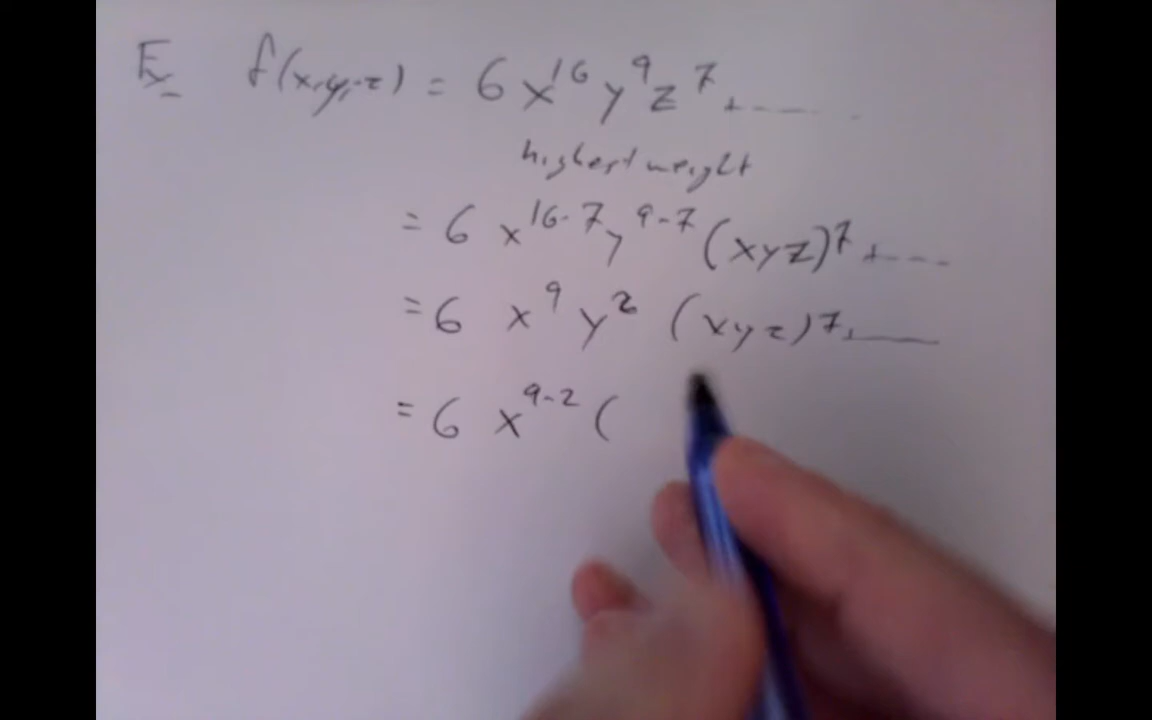 Ex f(x,y,z) = 6 x^16 y^9 z^7 + ......
highest weight
= 6 x^16-7 y^9-7 (xyz)^7 + ....
= 6 x^9 y^2 (xyz)^7 + ....
= 6 x^9-2 (